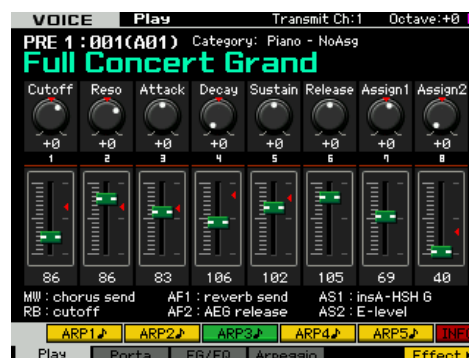 VOICE Play Transmit Ch:1 Octave:+0
PRE 1:001(A01) Category: Piano - NoAsg
Full Concert Grand
Cutoff Reso Attack Decay Sustain Release Assign1 Assign2
+0 +0 +0 +0 +0 +0 +0 +0
1 2 3 4 5 6 7 8
86 86 83 106 102 105 69 40
MW : chorus send AF1 : reverb send AS1 : insA-HSH G
RB : cutoff AF2 : AEG release AS2 : E-level
ARP1♪ ARP2♪ ARP3♪ ARP4♪ ARP5♪ INFO
Play Porta EG/EQ Arpeggio Effect